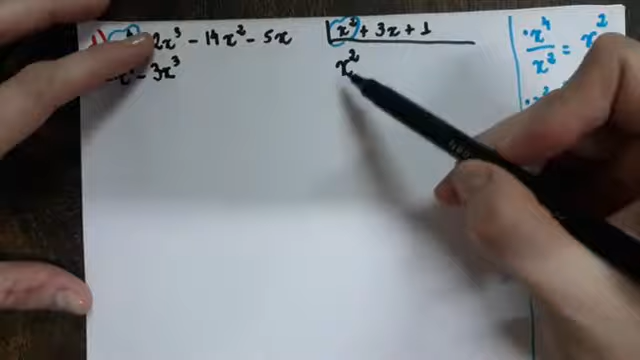 2x³ - 14x² - 5x
x² + 3x + 1
- 3x³
x²
x⁴/x² = x²